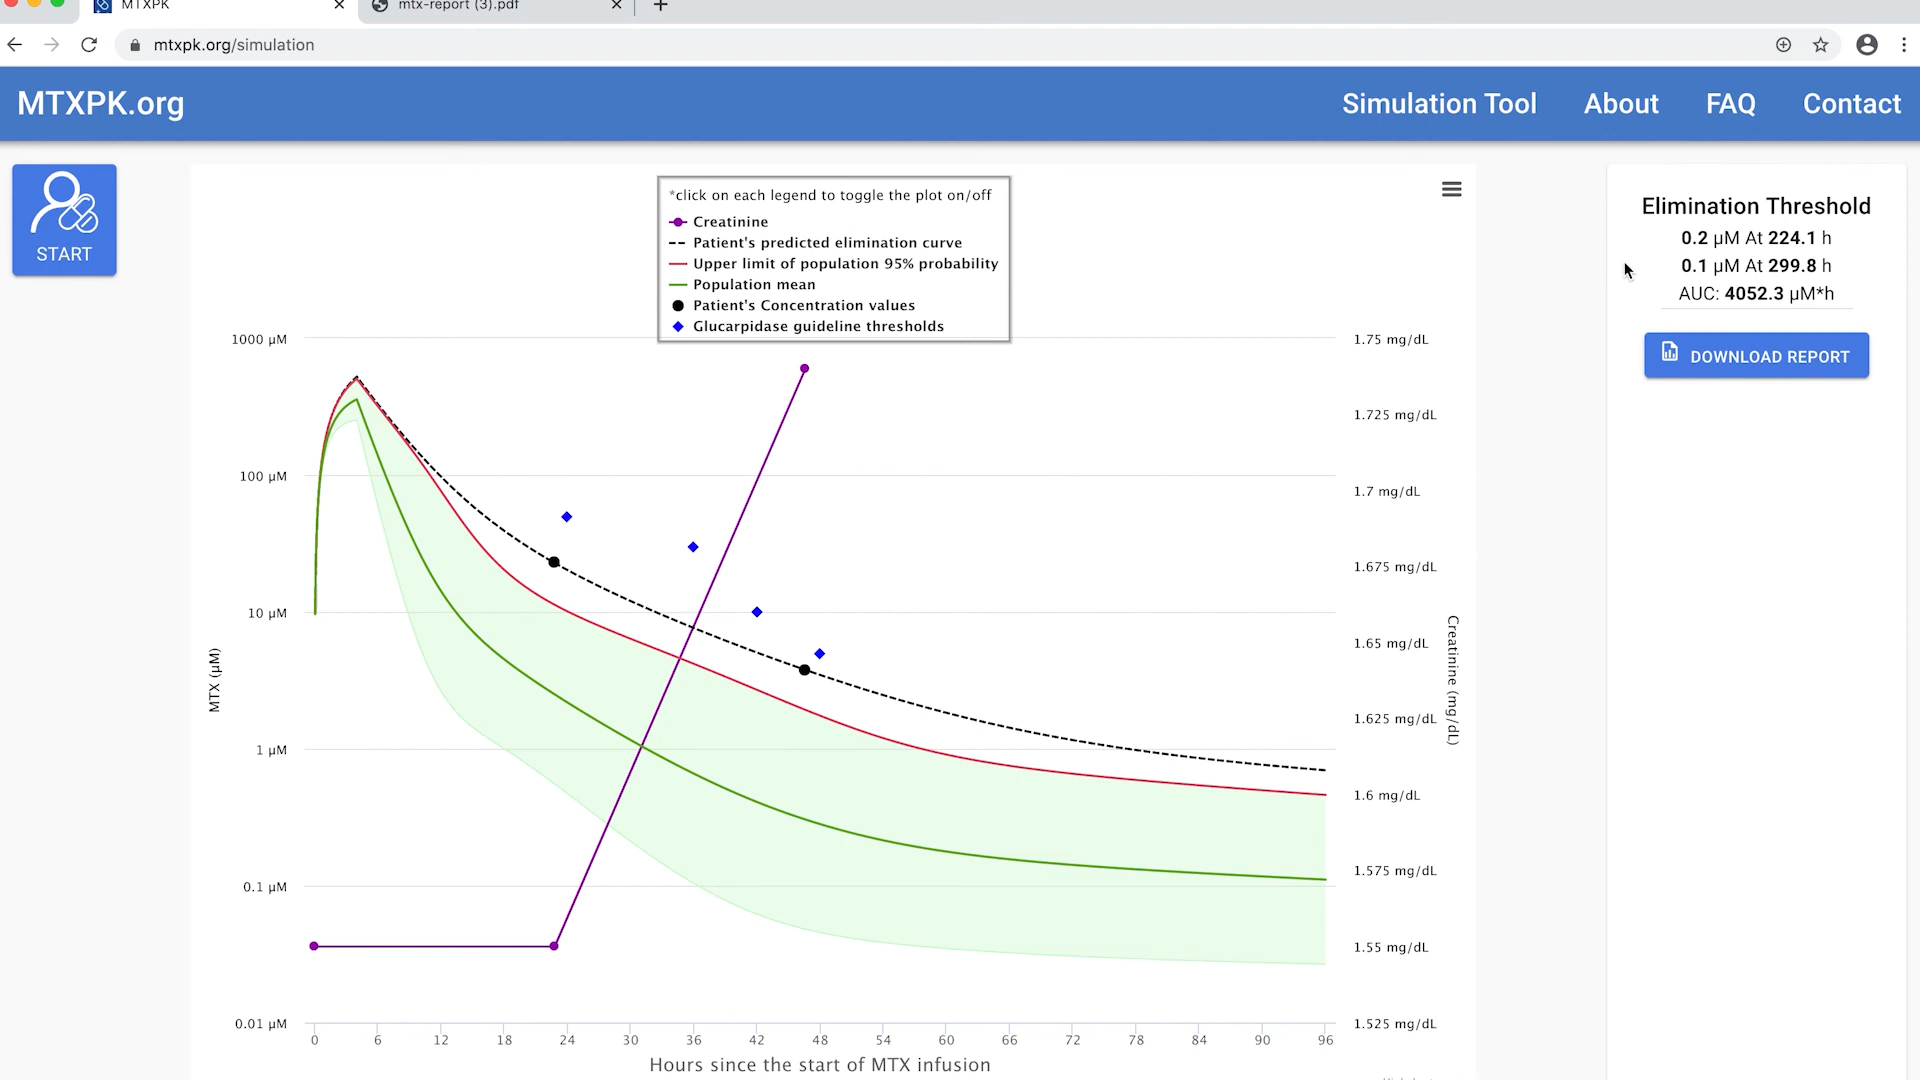 MTXPK
mtx-report (3).pdf
mtxpk.org/simulation
MTXPK.org
Simulation Tool
About
FAQ
Contact
START
*click on each legend to toggle the plot on/off
Creatinine
Patient's predicted elimination curve
Upper limit of population 95% probability
Population mean
Patient's Concentration values
Glucarpidase guideline thresholds
Elimination Threshold
0.2 µM At 224.1 h
0.1 µM At 299.8 h
AUC: 4052.3 µM*h
DOWNLOAD REPORT
1000 µM
100 µM
10 µM
1 µM
0.1 µM
0.01 µM
MTX (µM)
1.75 mg/dL
1.725 mg/dL
1.7 mg/dL
1.675 mg/dL
1.65 mg/dL
1.625 mg/dL
1.6 mg/dL
1.575 mg/dL
1.55 mg/dL
1.525 mg/dL
Creatinine (mg/dL)
0 6 12 18 24 30 36 42 48 54 60 66 72 78 84 90 96
Hours since the start of MTX infusion